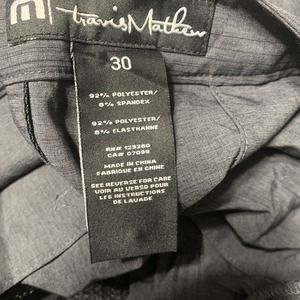 TravisMathew
30
92% POLYESTER/
8% SPANDEX
92% POLYESTER/
8% ELASTHANNE
RN# 123280
CA# 07099
MADE IN CHINA
FABRIQUE EN CHINE
SEE REVERSE FOR CARE
VOIR AU VERSO POUR
LES INSTRUCTIONS
DE LAVAGE